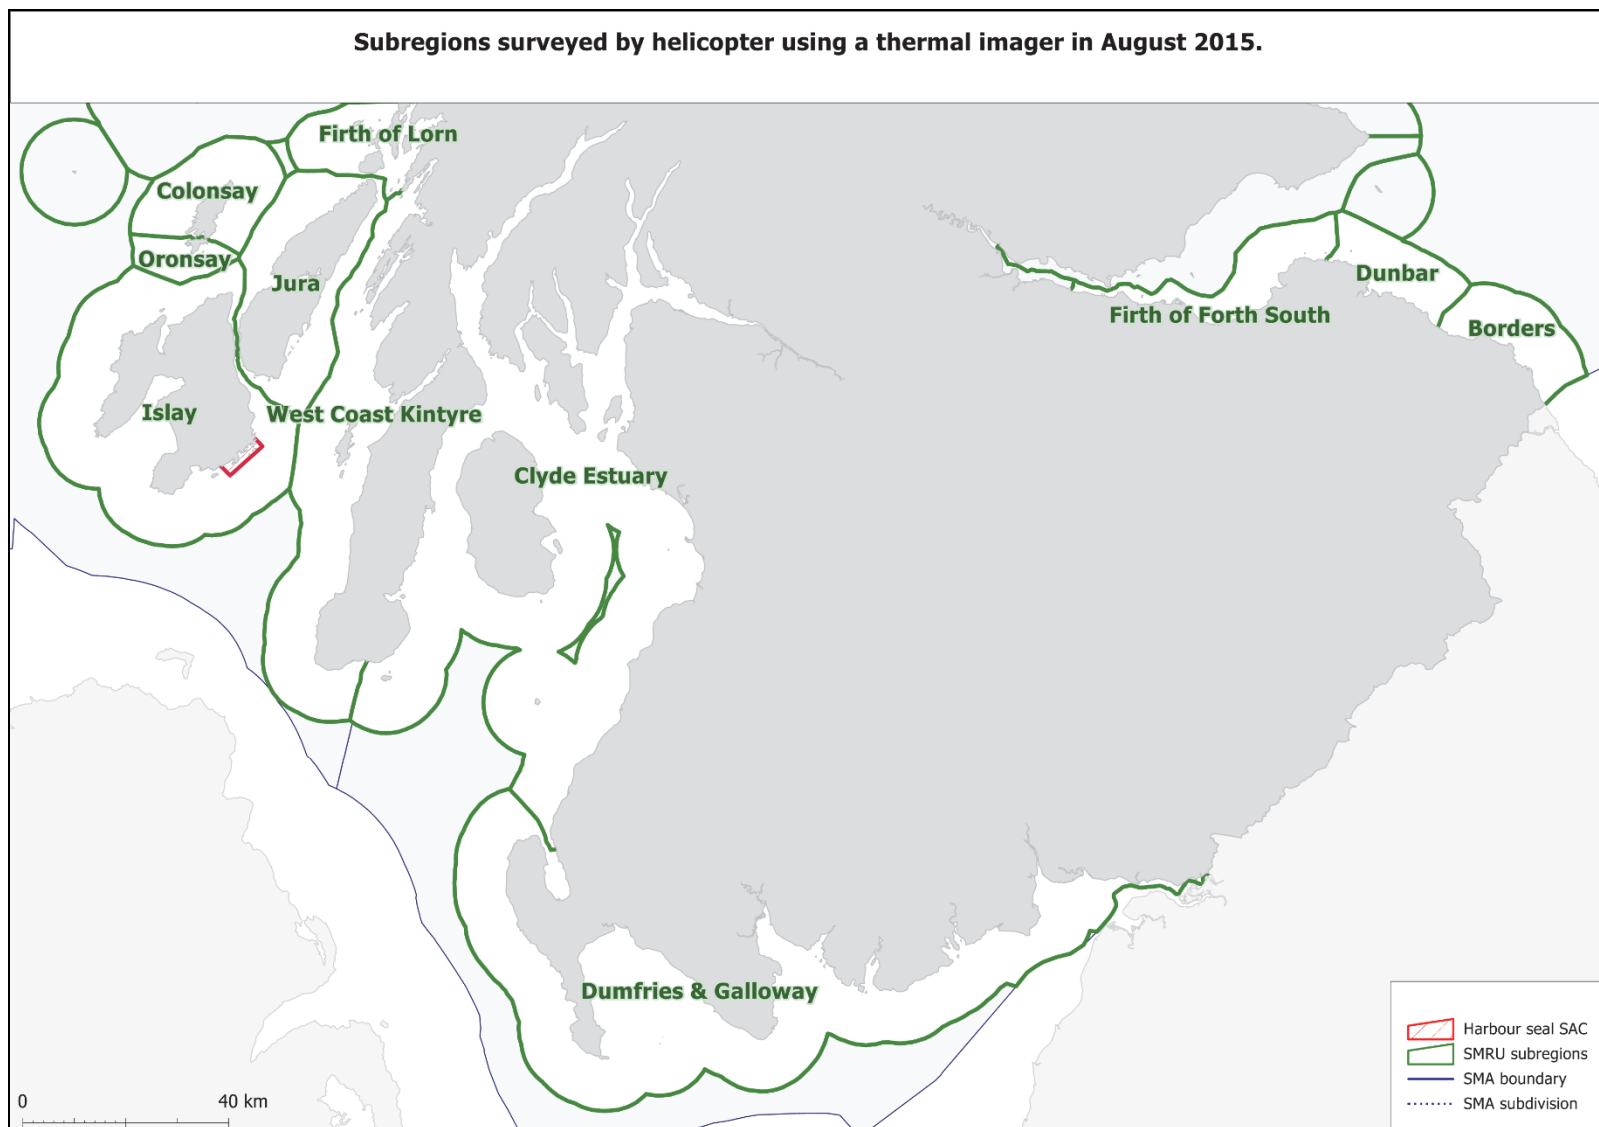 Subregions surveyed by helicopter using a thermal imager in August 2015.
Firth of Lorn
Colonsay
Oronsay
Jura
Dunbar
Firth of Forth South
Borders
Islay
West Coast Kintyre
Clyde Estuary
Dumfries & Galloway
Harbour seal SAC
SMRU subregions
SMA boundary
SMA subdivision
0 40 km